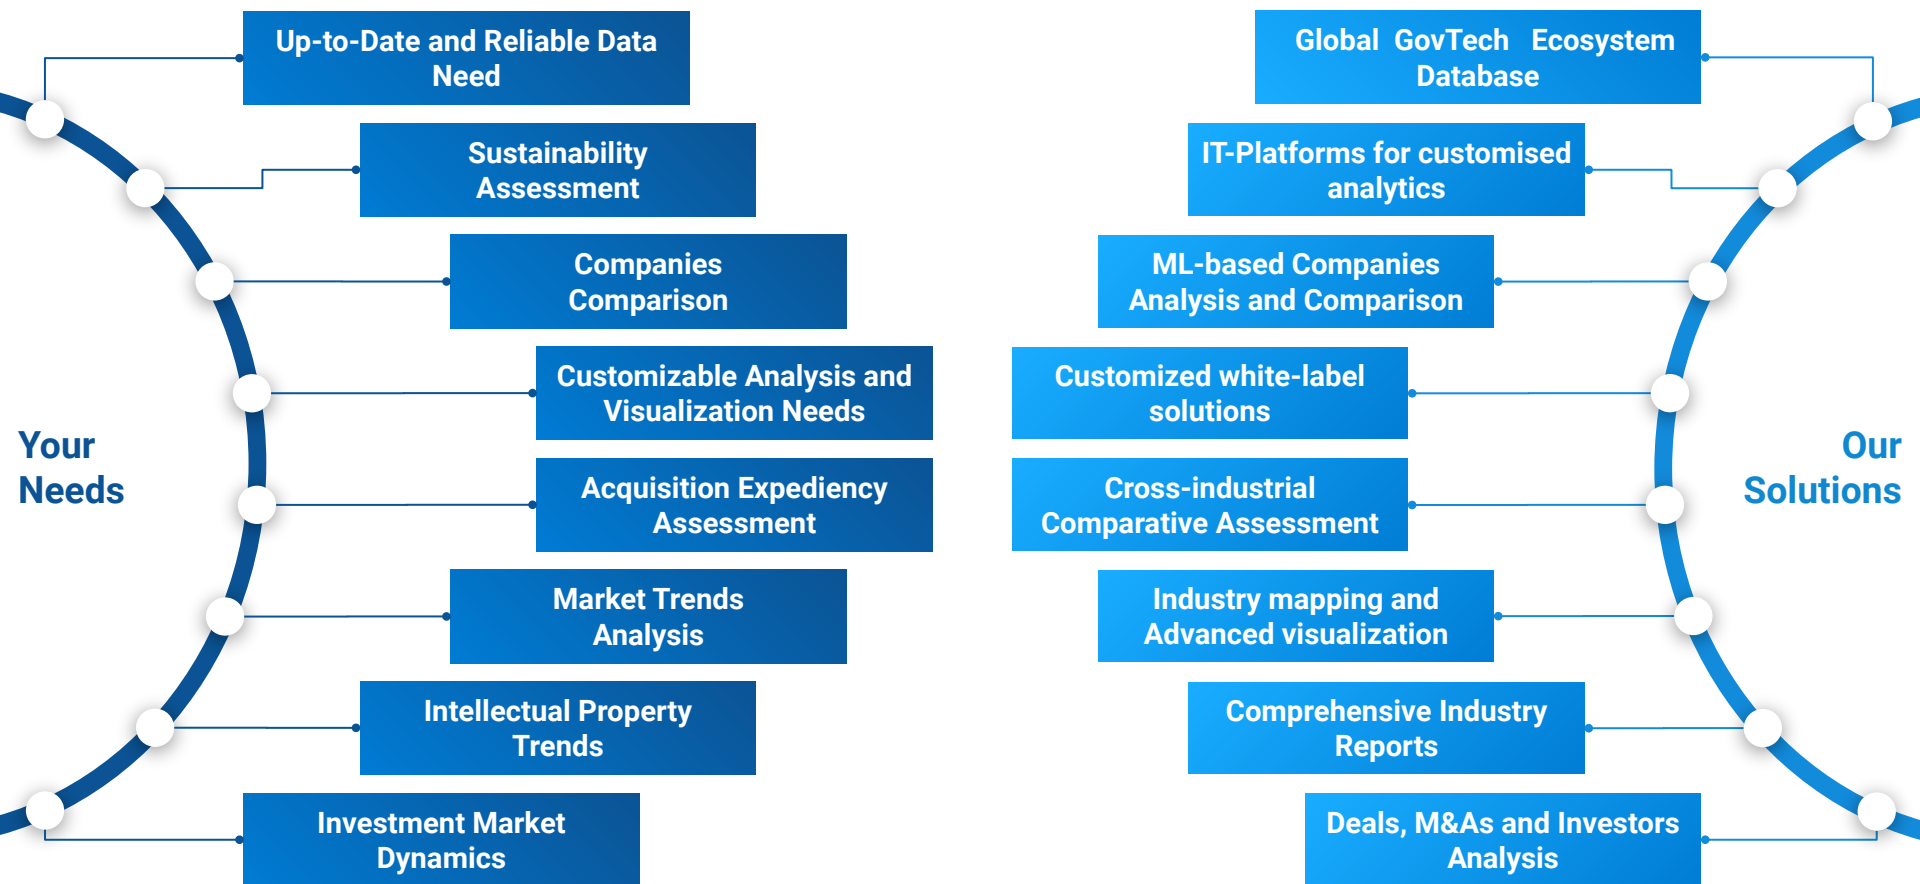 Your
Needs
Up-to-Date and Reliable Data
Need
Sustainability
Assessment
Companies
Comparison
Customizable Analysis and
Visualization Needs
Acquisition Expediency
Assessment
Market Trends
Analysis
Intellectual Property
Trends
Investment Market
Dynamics
Global GovTech Ecosystem
Database
IT-Platforms for customised
analytics
ML-based Companies
Analysis and Comparison
Customized white-label
solutions
Cross-industrial
Comparative Assessment
Industry mapping and
Advanced visualization
Comprehensive Industry
Reports
Deals, M&As and Investors
Analysis
Our
Solutions